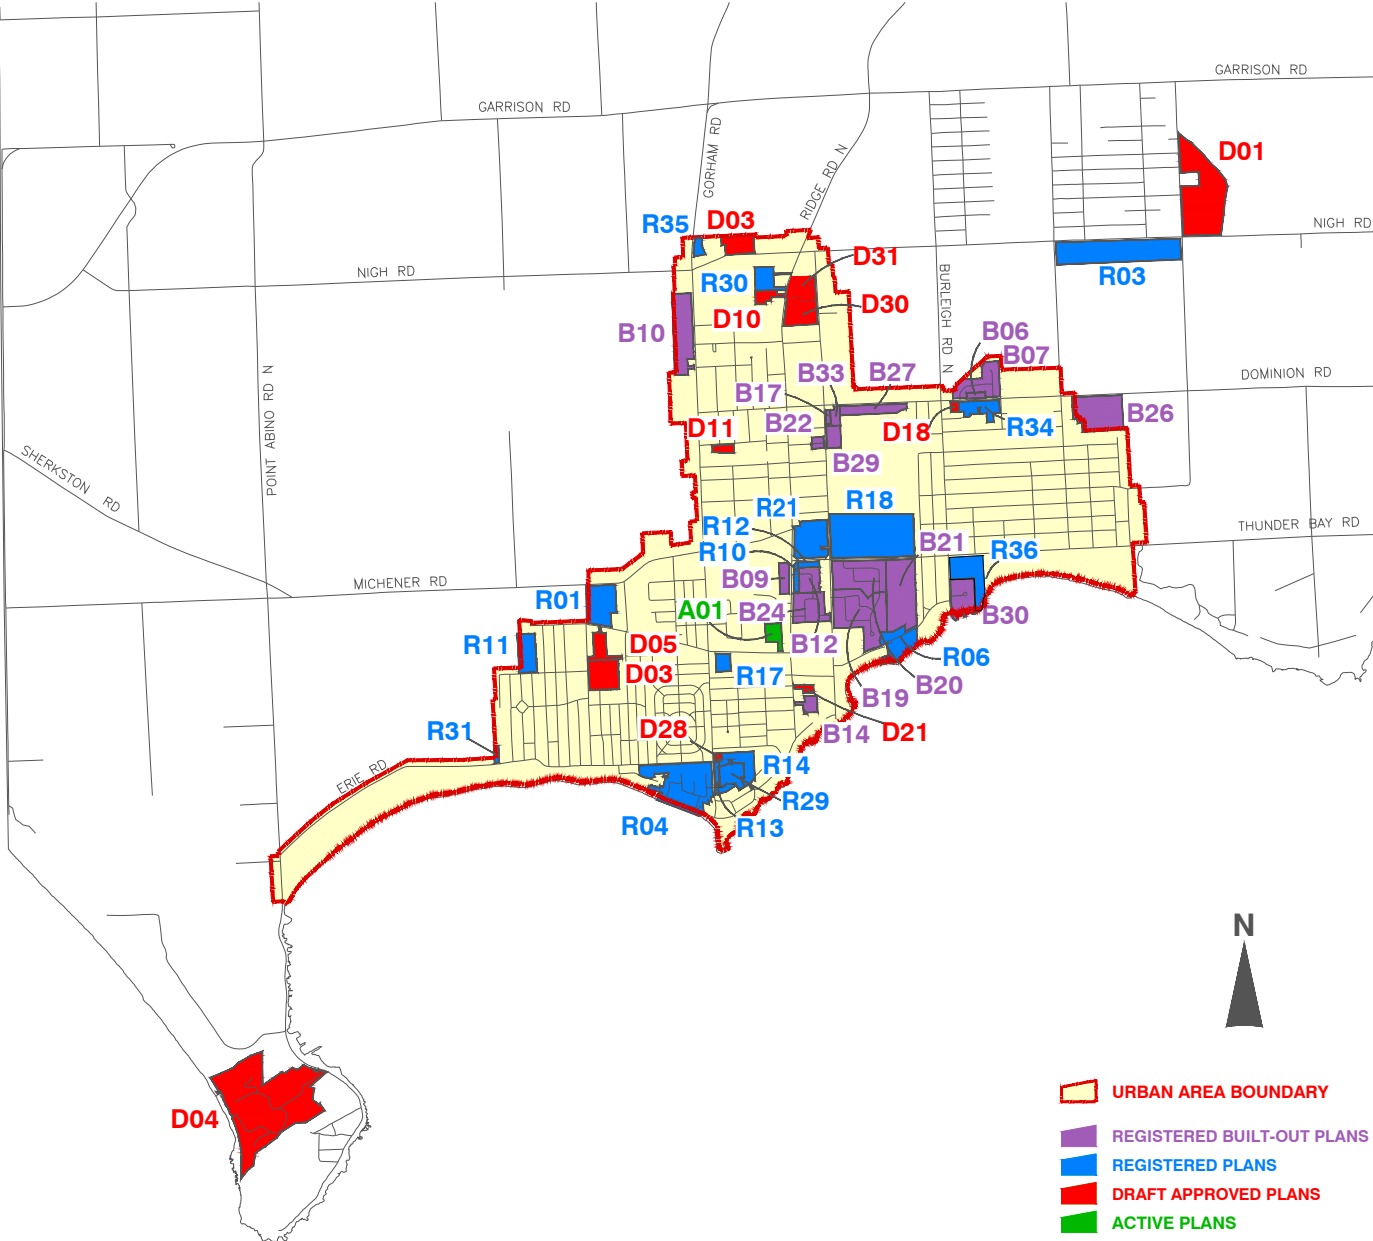 GARRISON RD
GARRISON RD
GORHAM RD
RIDGE RD N
D01
R35
D03
NIGH RD
NIGH RD
D31
R30
R03
BURLEIGH RD N
D30
D10
B10
B06
B07
B33
B27
DOMINION RD
POINT ABINO RD N
B17
B22
D11
D18
R34
B26
B29
SHERKSTON RD
R18
R21
R12
THUNDER BAY RD
B21
R36
R10
B09
MICHENER RD
R01
A01
B24
B30
R11
D05
B12
R06
D03
R17
B20
B19
R31
D28
B14
D21
ERIE RD
R14
R29
R04
R13
N
D04
URBAN AREA BOUNDARY
REGISTERED BUILT-OUT PLANS
REGISTERED PLANS
DRAFT APPROVED PLANS
ACTIVE PLANS